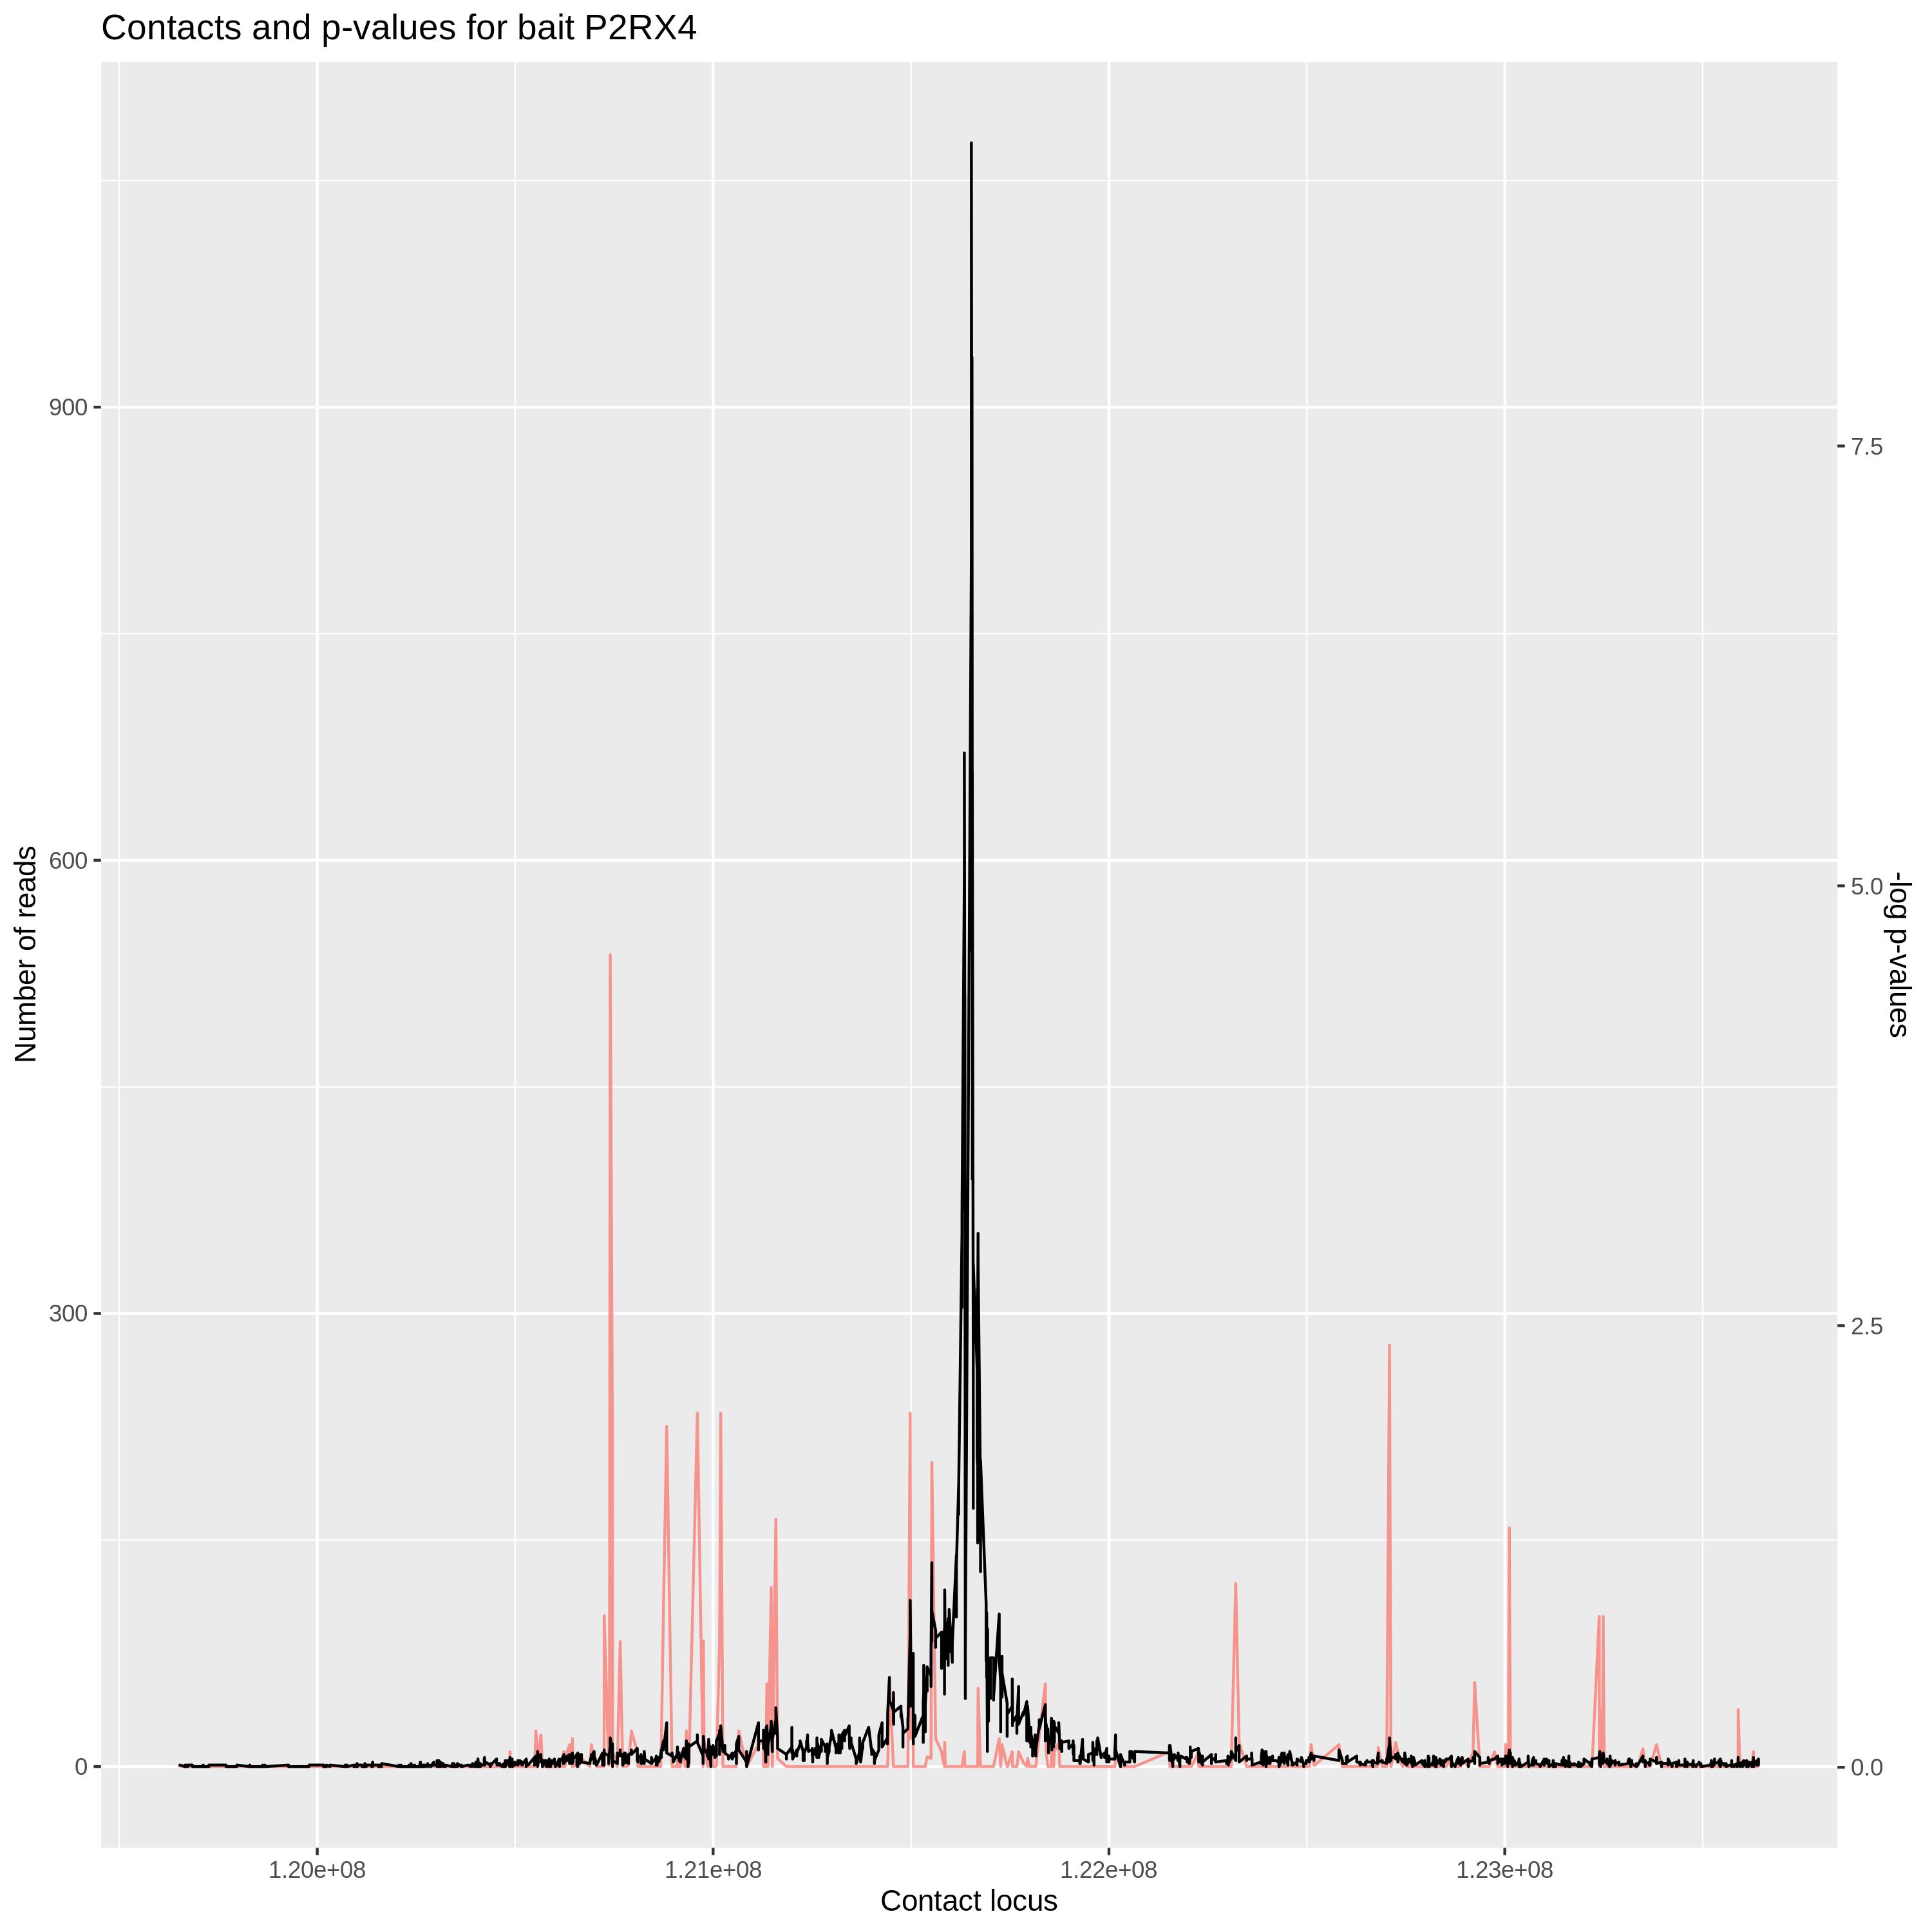 Contacts and p-values for bait P2RX4
900
600
300
0
Number of reads
7.5
5.0
2.5
0.0
-log p-values
1.20e+08
1.21e+08
1.22e+08
1.23e+08
Contact locus